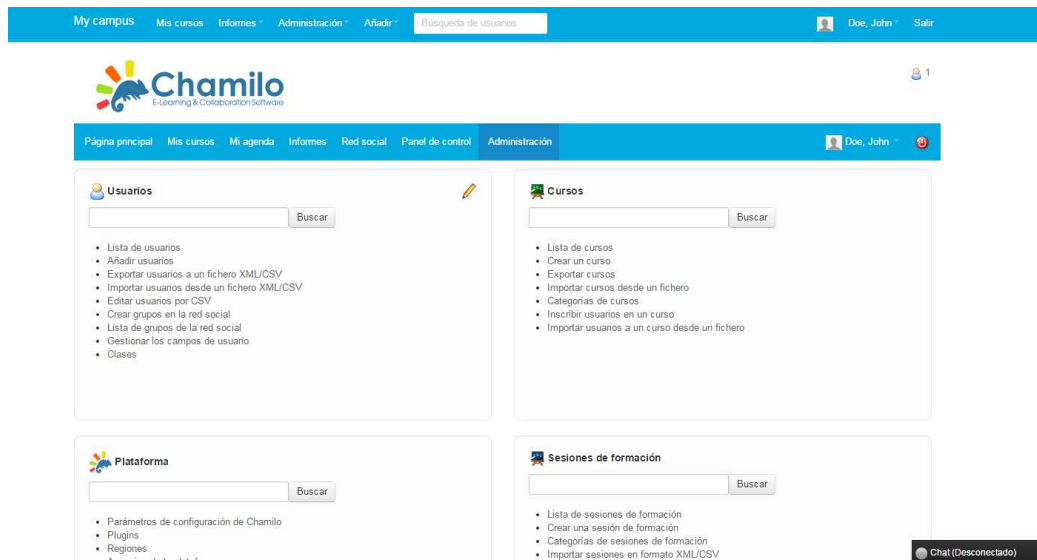 My campus Mis cursos Informes Administración Añadir Búsqueda de usuarios Doe, John Salir
Chamilo
E-Learning & Collaboration Software
1
Página principal Mis cursos Mi agenda Informes Red social Panel de control Administración Doe, John
Usuarios
Buscar
Lista de usuarios
Añadir usuarios
Exportar usuarios a un fichero XML/CSV
Importar usuarios desde un fichero XML/CSV
Editar usuarios por CSV
Crear grupos en la red social
Lista de grupos de la red social
Gestionar los campos de usuario
Clases
Cursos
Buscar
Lista de cursos
Crear un curso
Exportar cursos
Importar cursos desde un fichero
Categorías de cursos
Inscribir usuarios en un curso
Importar usuarios a un curso desde un fichero
Plataforma
Buscar
Parámetros de configuración de Chamilo
Plugins
Regiones
Sesiones de formación
Buscar
Lista de sesiones de formación
Crear una sesión de formación
Categorías de sesiones de formación
Importar sesiones en formato XML/CSV
Chat (Desconectado)